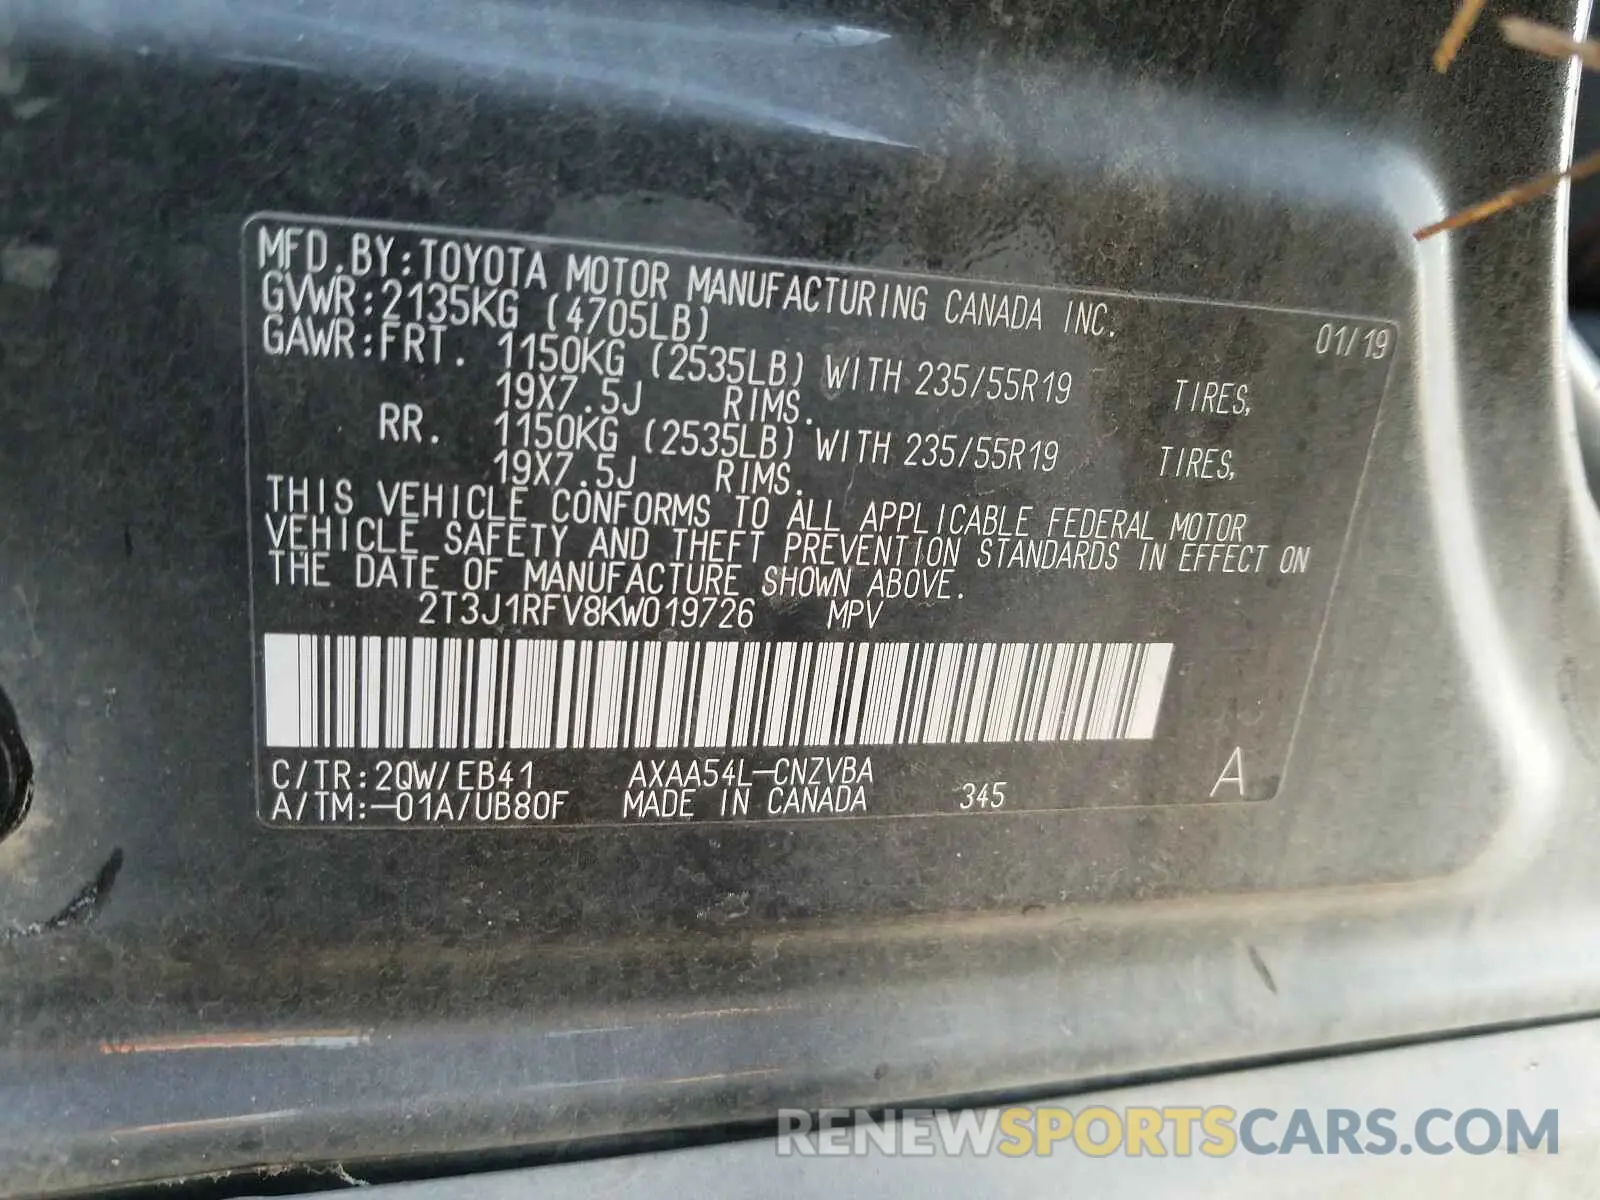 MFD.BY:TOYOTA MOTOR MANUFACTURING CANADA INC. 01/19
GVWR:2135KG (4705LB)
GAWR:FRT. 1150KG (2535LB) WITH 235/55R19 TIRES,
19X7.5J RIMS.
RR. 1150KG (2535LB) WITH 235/55R19 TIRES,
19X7.5J RIMS.
THIS VEHICLE CONFORMS TO ALL APPLICABLE FEDERAL MOTOR
VEHICLE SAFETY AND THEFT PREVENTION STANDARDS IN EFFECT ON
THE DATE OF MANUFACTURE SHOWN ABOVE.
2T3J1RFV8KW019726 MPV
C/TR:2QW/EB41 AXAA54L-CNZVBA A
A/TM:-01A/UB80F MADE IN CANADA 345
RENEWSPORTSCARS.COM